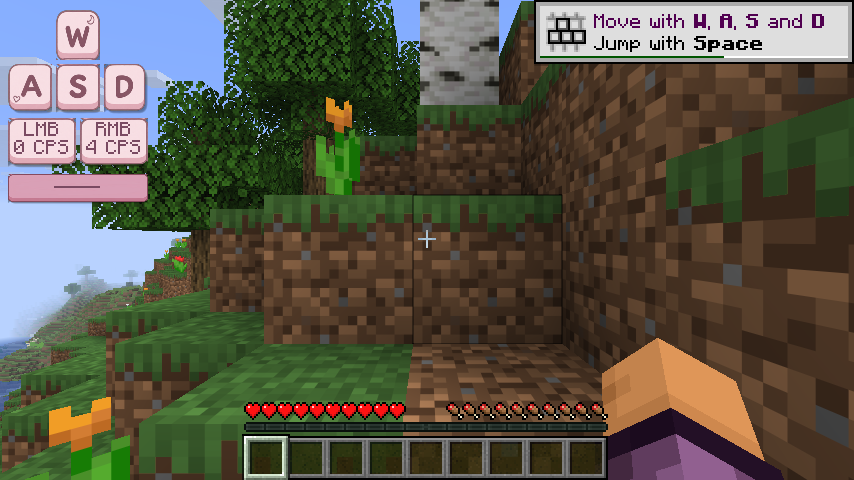 W
A S D
LMB RMB
0 CPS 4 CPS
Move with W, A, S and D
Jump with Space